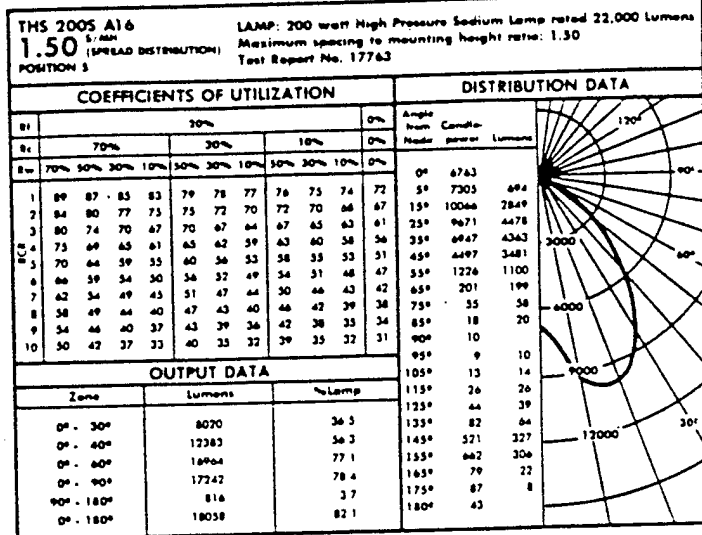 THS 200S A16
1.50 S/MH (SPREAD DISTRIBUTION)
POSITION 5
LAMP: 200 watt High Pressure Sodium Lamp rated 22,000 Lumens
Maximum spacing to mounting height ratio: 1.50
Test Report No. 17763
COEFFICIENTS OF UTILIZATION
Rf 20% 0%
Rc 70% 30% 10% 0%
Rw 70% 50% 30% 10% 50% 30% 10% 50% 30% 10% 0%
RCR
1 89 87 85 83 79 78 77 76 75 74 72
2 84 80 77 75 75 72 70 72 70 68 67
3 80 74 70 67 70 67 64 67 65 63 61
4 75 69 65 61 65 62 59 63 60 58 56
5 70 64 59 55 60 56 53 58 55 53 51
6 66 59 54 50 56 52 49 54 51 48 47
7 62 54 49 45 51 47 44 50 46 43 42
8 58 49 44 40 47 43 40 46 42 39 38
9 54 46 40 37 43 39 36 42 38 35 34
10 50 42 37 33 40 35 32 39 35 32 31
OUTPUT DATA
Zone Lumens %Lamp
0° - 30° 8020 36.5
0° - 40° 12383 56.3
0° - 60° 16964 77.1
0° - 90° 17242 78.4
90° - 180° 816 3.7
0° - 180° 18058 82.1
DISTRIBUTION DATA
Angle from Nadir Candle-power Lumens
0° 6763
5° 7305 694
15° 10066 2849
25° 9671 4478
35° 6947 4363
45° 4497 3481
55° 1226 1100
65° 201 199
75° 55 58
85° 18 20
90° 10
95° 9 10
105° 13 14
115° 26 26
125° 44 39
135° 82 64
145° 521 327
155° 662 306
165° 79 22
175° 87 8
180° 43
120°
90°
60°
30°
3000
6000
9000
12000